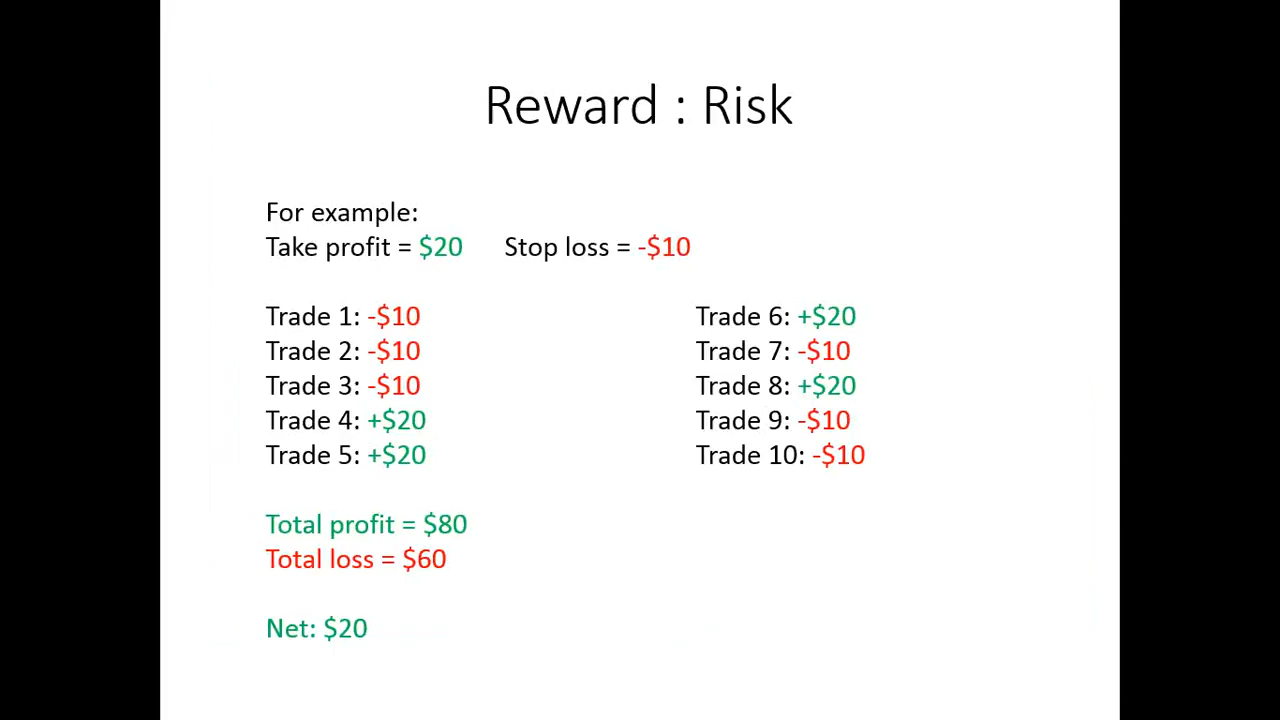 Reward : Risk
For example:
Take profit = $20 Stop loss = -$10
Trade 1: -$10
Trade 2: -$10
Trade 3: -$10
Trade 4: +$20
Trade 5: +$20
Trade 6: +$20
Trade 7: -$10
Trade 8: +$20
Trade 9: -$10
Trade 10: -$10
Total profit = $80
Total loss = $60
Net: $20